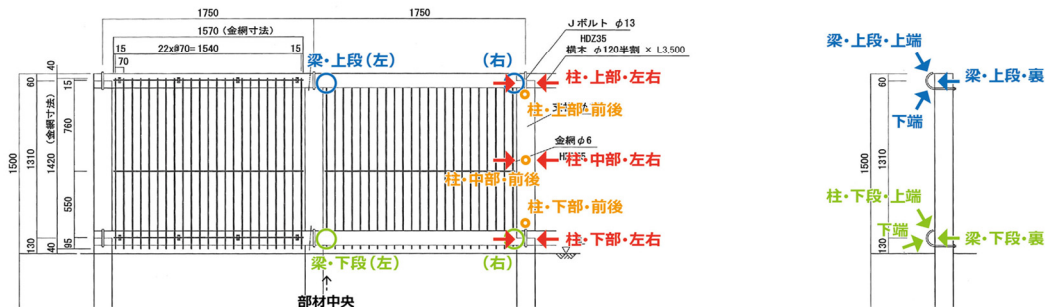 1750
1750
1570 (金網寸法)
15
22x@70=1540
15
70
Jボルト φ13
HDZ35
横木 φ120半割 × L3,500
40
60
15
(金網寸法)
760
1500
1310
1420
550
130
40
95
梁・上段(左)
(右)
柱・上部・左右
柱・上部・前後
金網φ6
柱・中部・左右
柱・中部・前後
柱・下部・前後
柱・下部・左右
梁・下段(左)
(右)
部材中央
梁・上段・上端
60
梁・上段・裏
下端
1500
1310
柱・下段・上端
下端
130
梁・下段・裏